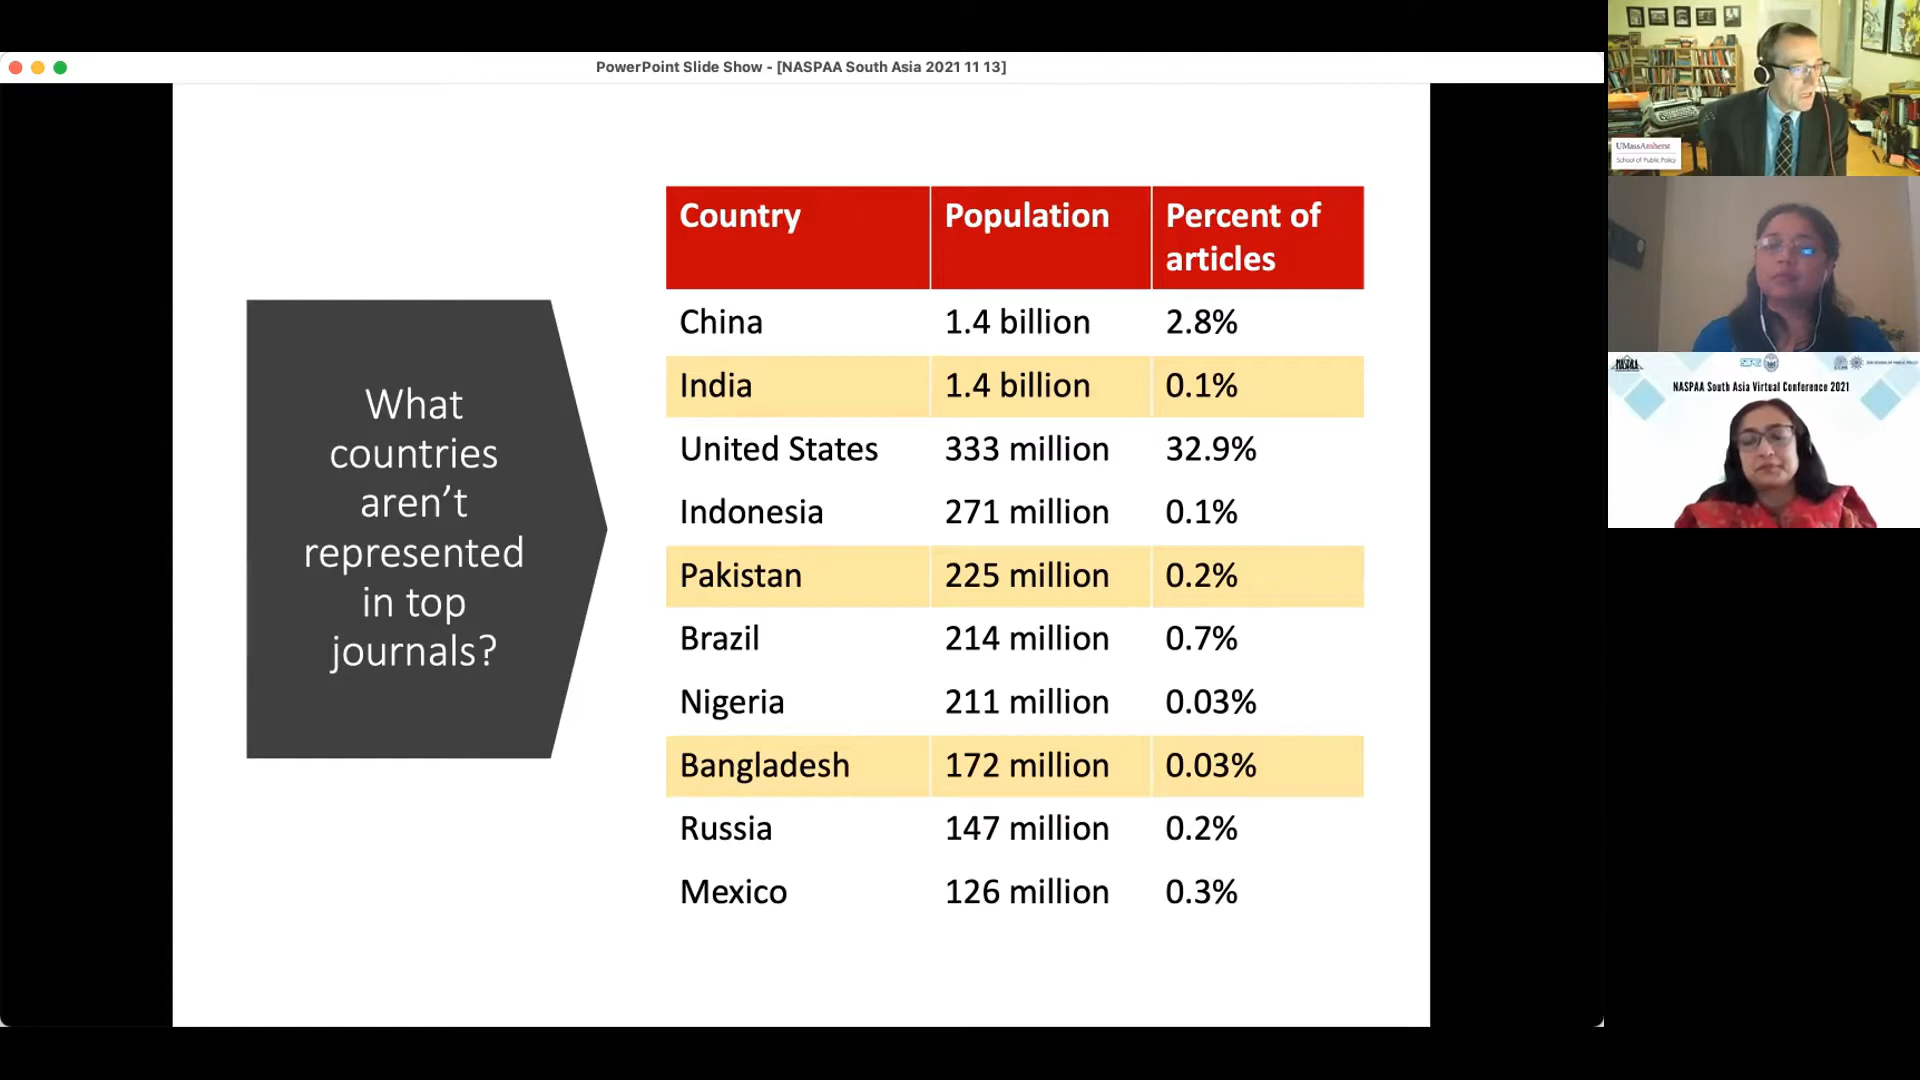 PowerPoint Slide Show - [NASPAA South Asia 2021 11 13]
What
countries
aren't
represented
in top
journals?
Country Population Percent of articles
China 1.4 billion 2.8%
India 1.4 billion 0.1%
United States 333 million 32.9%
Indonesia 271 million 0.1%
Pakistan 225 million 0.2%
Brazil 214 million 0.7%
Nigeria 211 million 0.03%
Bangladesh 172 million 0.03%
Russia 147 million 0.2%
Mexico 126 million 0.3%
UMassAmherst
School of Public Policy
NASPAA South Asia Virtual Conference 2021